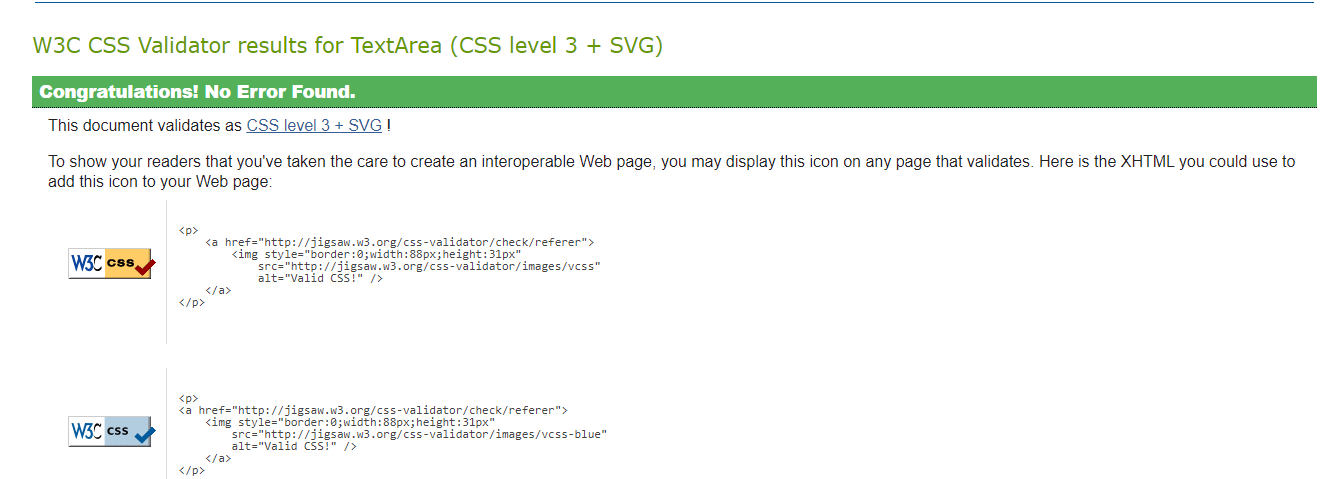 W3C CSS Validator results for TextArea (CSS level 3 + SVG)
Congratulations! No Error Found.
This document validates as CSS level 3 + SVG !
To show your readers that you've taken the care to create an interoperable Web page, you may display this icon on any page that validates. Here is the XHTML you could use to
add this icon to your Web page:
W3C css
<p>
    <a href="http://jigsaw.w3.org/css-validator/check/referer">
        <img style="border:0;width:88px;height:31px"
            src="http://jigsaw.w3.org/css-validator/images/vcss"
            alt="Valid CSS!" />
    </a>
</p>
W3C css
<p>
<a href="http://jigsaw.w3.org/css-validator/check/referer">
    <img style="border:0;width:88px;height:31px"
        src="http://jigsaw.w3.org/css-validator/images/vcss-blue"
        alt="Valid CSS!" />
    </a>
</p>